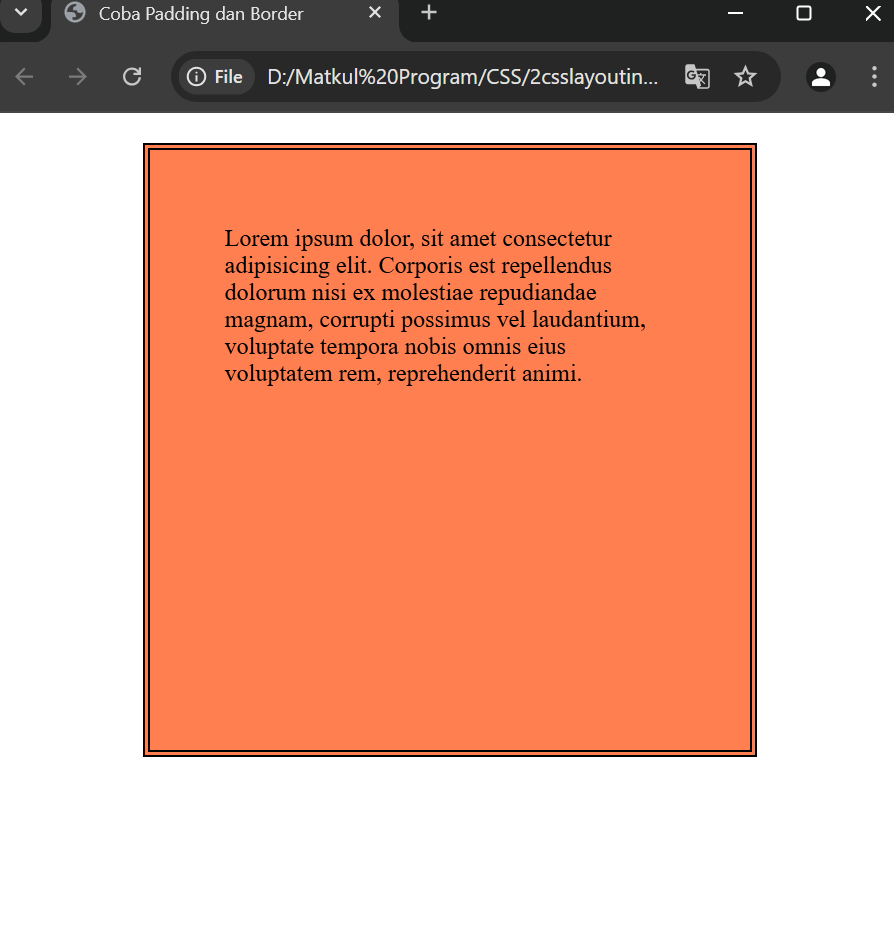 Coba Padding dan Border
File
D:/Matkul%20Program/CSS/2csslayoutin...
Lorem ipsum dolor, sit amet consectetur
adipisicing elit. Corporis est repellendus
dolorum nisi ex molestiae repudiandae
magnam, corrupti possimus vel laudantium,
voluptate tempora nobis omnis eius
voluptatem rem, reprehenderit animi.